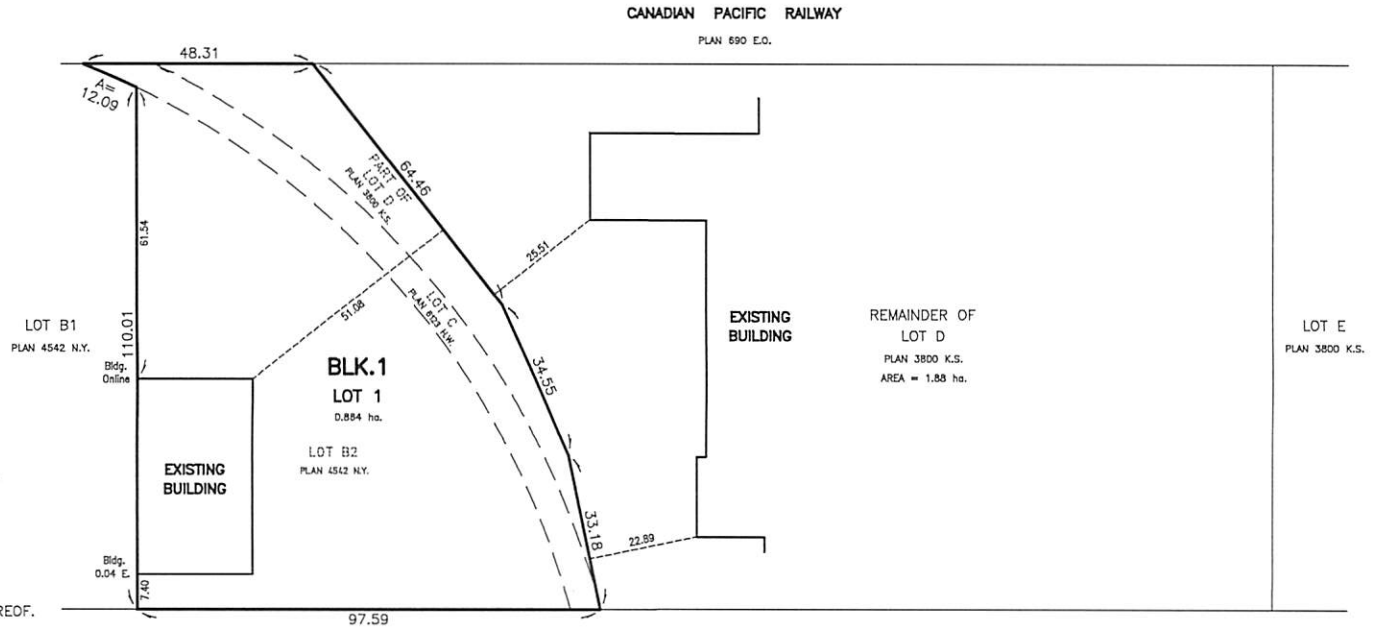 CANADIAN PACIFIC RAILWAY
PLAN 690 E.O.
48.31
A=
12.09
64.46
PART OF
LOT D
PLAN 3800 K.S.
61.54
110.01
25.51
51.08
LOT C
PLAN 8123 H.W.
LOT B1
PLAN 4542 N.Y.
Bldg.
Online
BLK.1
LOT 1
0.884 ha.
34.55
EXISTING
BUILDING
REMAINDER OF
LOT D
PLAN 3800 K.S.
AREA = 1.88 ha.
LOT E
PLAN 3800 K.S.
LOT B2
PLAN 4542 N.Y.
EXISTING
BUILDING
33.18
22.89
Bldg.
0.04 E.
7.40
REOF.
97.59